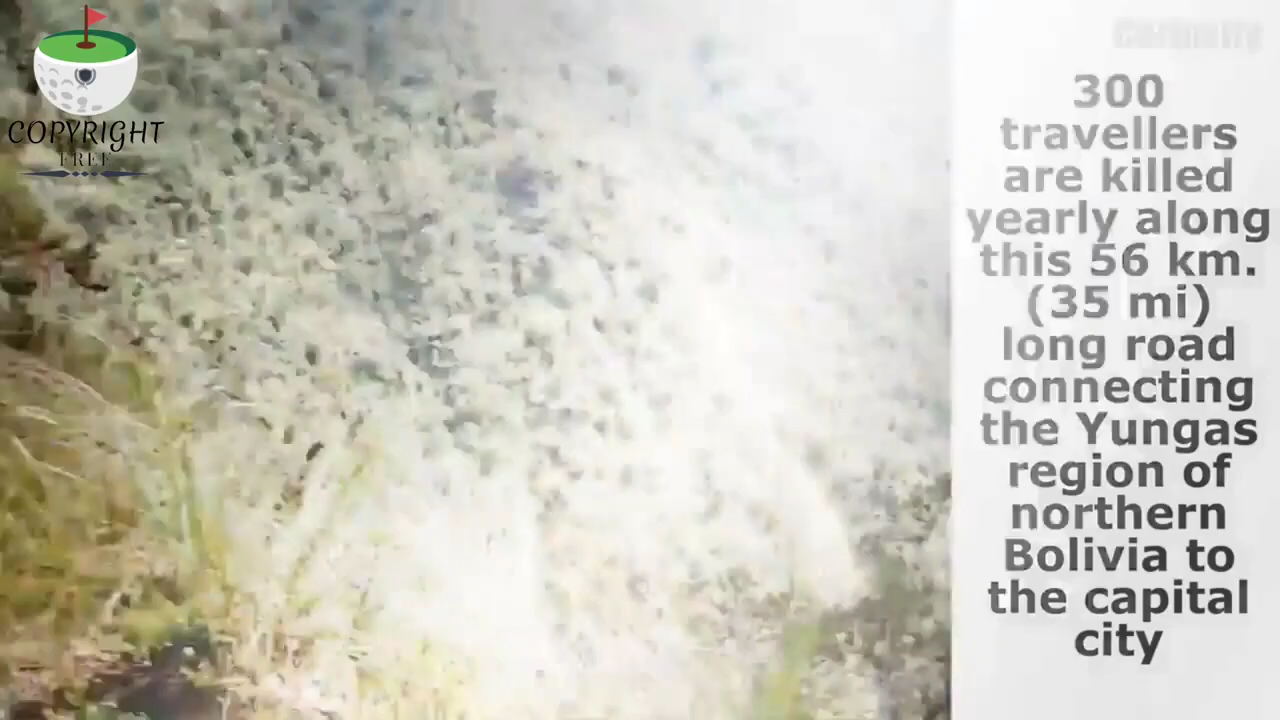 COPYRIGHT
FREE
300
travellers
are killed
yearly along
this 56 km.
(35 mi)
long road
connecting
the Yungas
region of
northern
Bolivia to
the capital
city